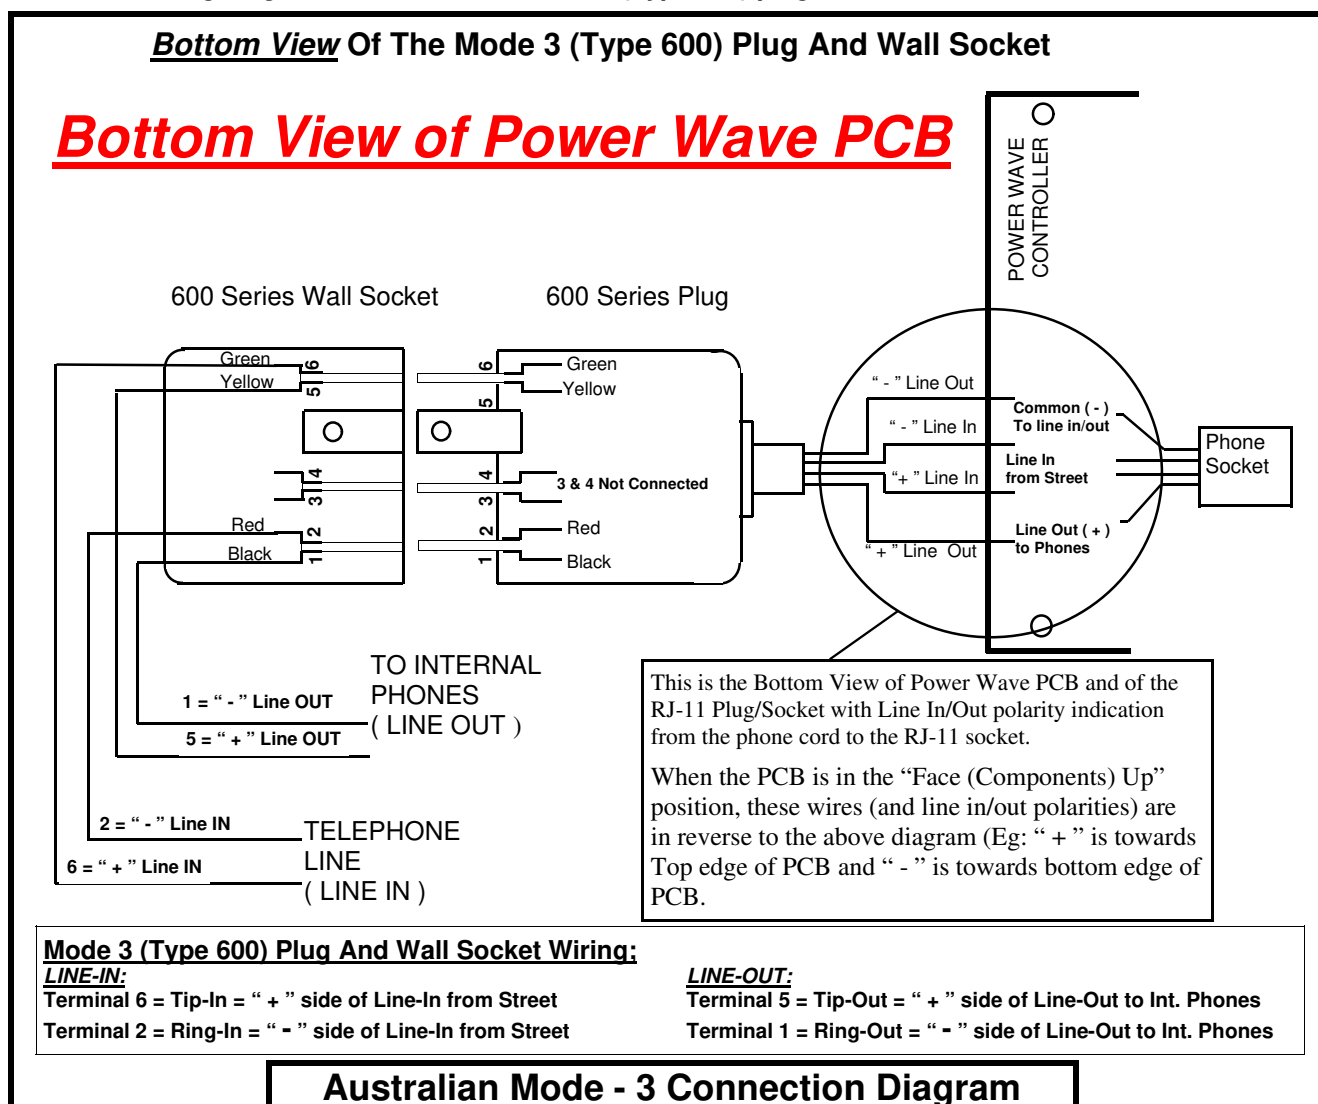 Bottom View Of The Mode 3 (Type 600) Plug And Wall Socket
Bottom View of Power Wave PCB
POWER WAVE
CONTROLLER
600 Series Wall Socket
600 Series Plug
Green
Yellow
6
5
4
3
Red
Black
2
1
6
5
Green
Yellow
4
3
3 & 4 Not Connected
2
1
Red
Black
“ - ” Line Out
“ - ” Line In
“+ ” Line In
“ + ” Line Out
Common ( - )
To line in/out
Line In
from Street
Line Out ( + )
to Phones
Phone
Socket
TO INTERNAL
PHONES
( LINE OUT )
1 = “ - ” Line OUT
5 = “ + ” Line OUT
2 = “ - ” Line IN
6 = “ + ” Line IN
TELEPHONE
LINE
( LINE IN )
This is the Bottom View of Power Wave PCB and of the
RJ-11 Plug/Socket with Line In/Out polarity indication
from the phone cord to the RJ-11 socket.
When the PCB is in the “Face (Components) Up”
position, these wires (and line in/out polarities) are
in reverse to the above diagram (Eg: “ + ” is towards
Top edge of PCB and “ - ” is towards bottom edge of
PCB.
Mode 3 (Type 600) Plug And Wall Socket Wiring;
LINE-IN:
Terminal 6 = Tip-In = “ + ” side of Line-In from Street
Terminal 2 = Ring-In = “ - ” side of Line-In from Street
LINE-OUT:
Terminal 5 = Tip-Out = “ + ” side of Line-Out to Int. Phones
Terminal 1 = Ring-Out = “ - ” side of Line-Out to Int. Phones
Australian Mode - 3 Connection Diagram